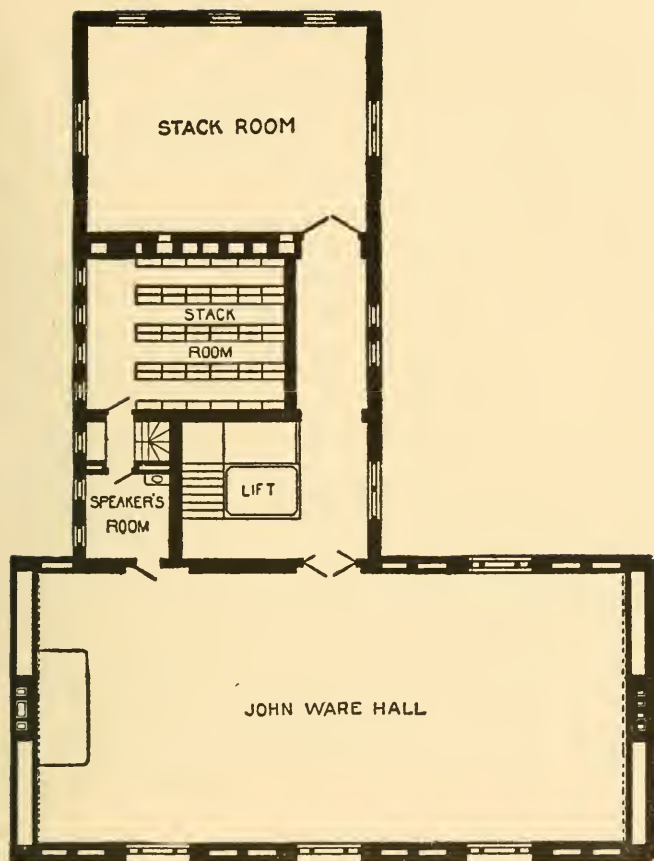 STACK ROOM
STACK
ROOM
LIFT
SPEAKER'S
ROOM
JOHN WARE HALL